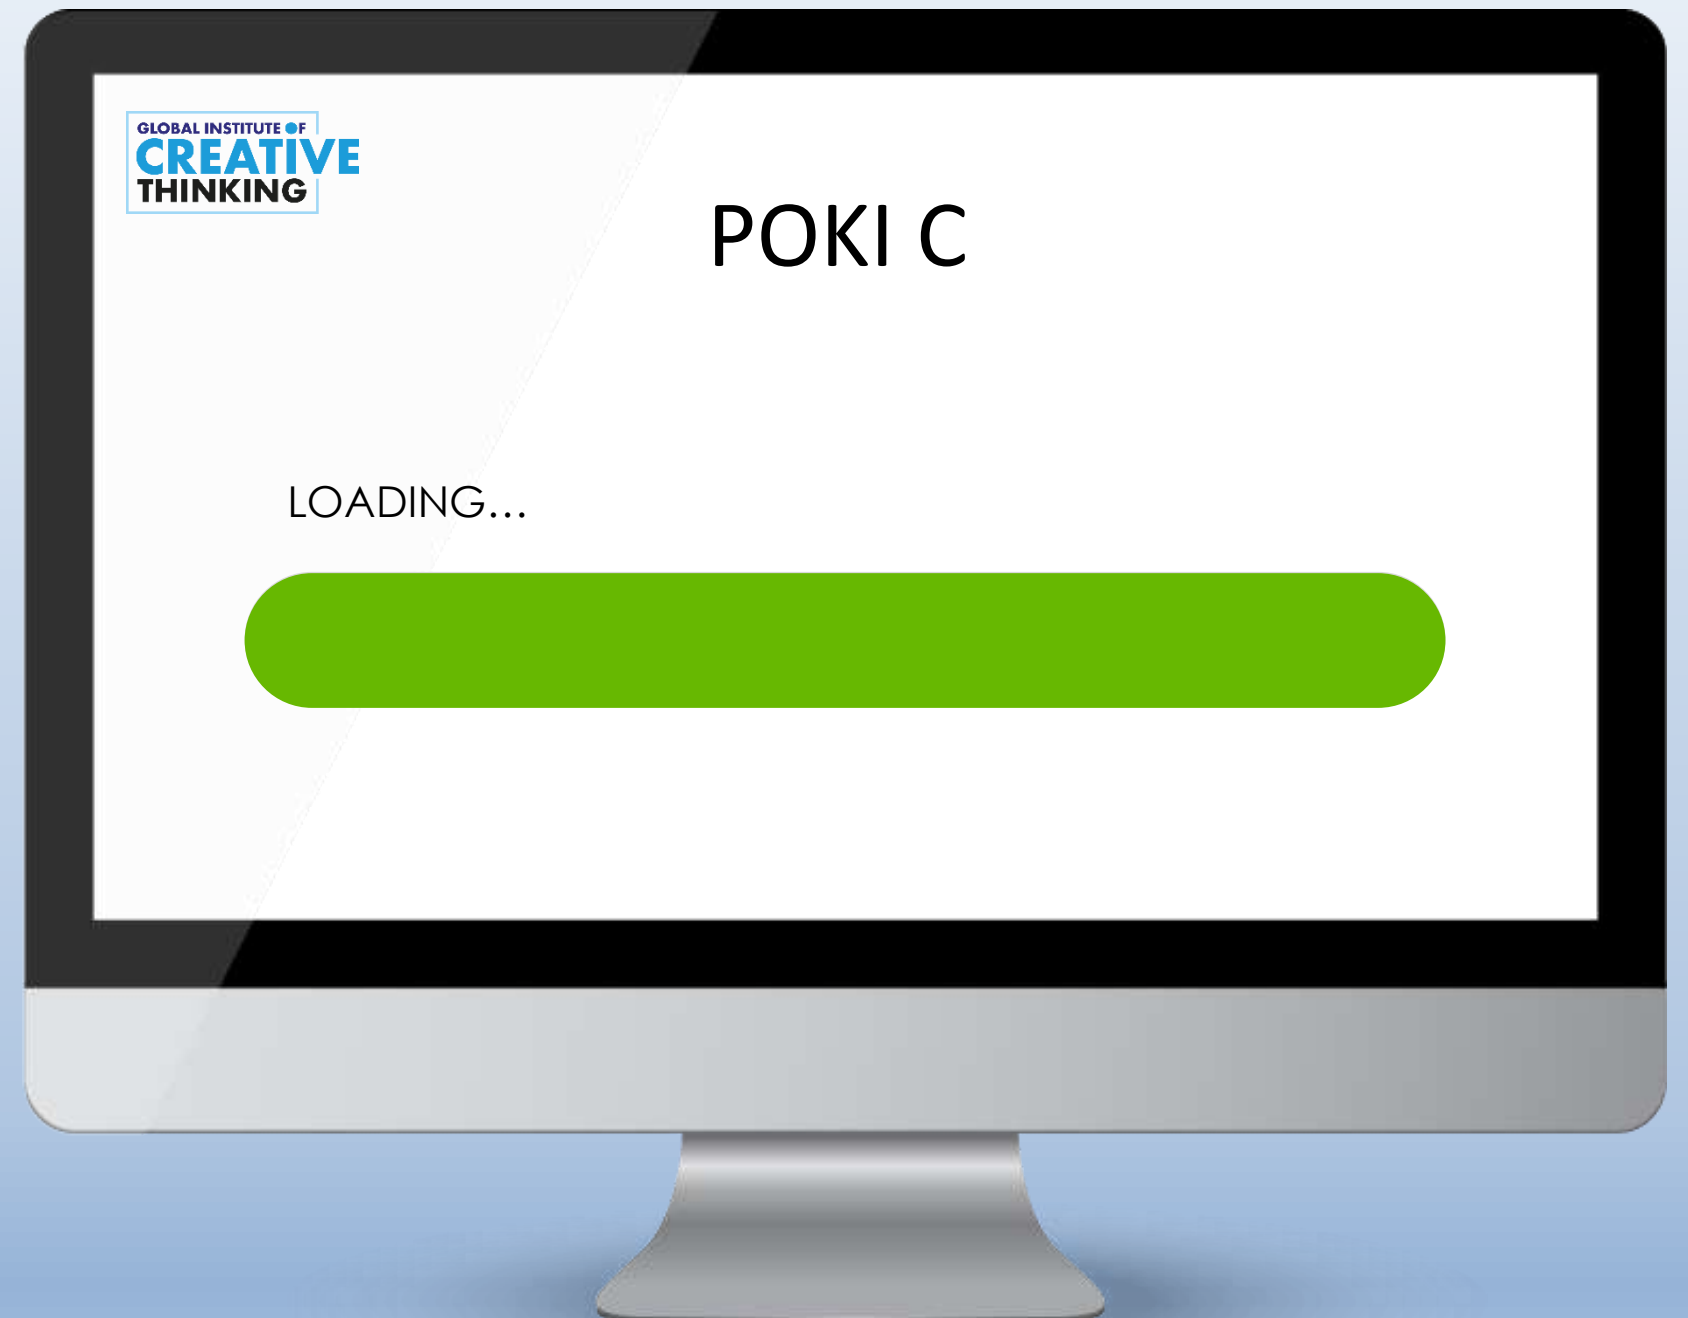 GLOBAL INSTITUTE OF
CREATIVE
THINKING
POKI C
LOADING...